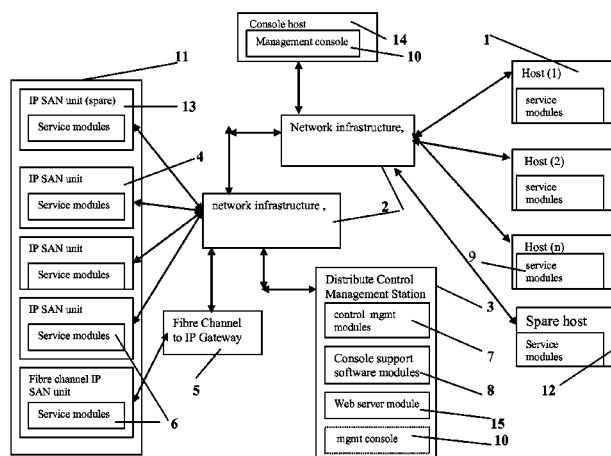 Console host
Management console
14
10
11
IP SAN unit (spare)
Service modules
13
IP SAN unit
Service modules
4
IP SAN unit
Service modules
IP SAN unit
Service modules
Fibre channel IP
SAN unit
Service modules
6
Network infrastructure,
network infrastructure ,
2
Fibre Channel
to IP Gateway
5
Distribute Control
Management Station
3
control mgmt
modules
7
Console support
software modules
8
Web server module
15
mgmt console
10
1
Host (1)
service
modules
Host (2)
service
modules
Host (n)
service
modules
9
Spare host
Service
modules
12